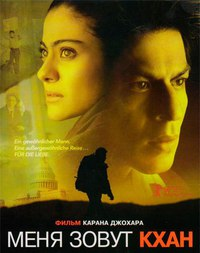 Ein gewöhnlicher Mann,
Eine außergewöhnliche Reise...
FÜR DIE LIEBE.
ФИЛЬМ КАРАНА ДЖОХАРА
МЕНЯ ЗОВУТ КХАН